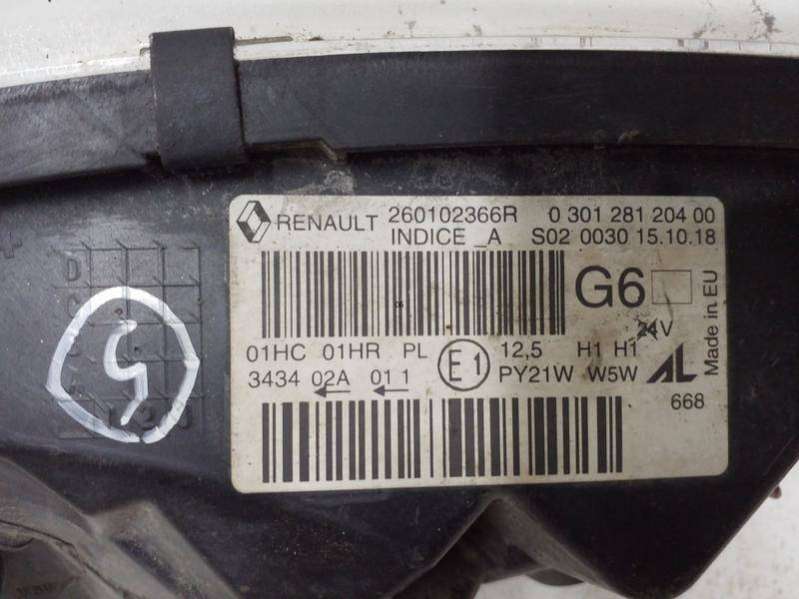 RENAULT 260102366R 0 301 281 204 00
INDICE _A S02 0030 15.10.18
G6
24V
01HC 01HR PL E1 12,5 H1 H1
3434 02A 01 1 PY21W W5W AL
668
Made in EU
5